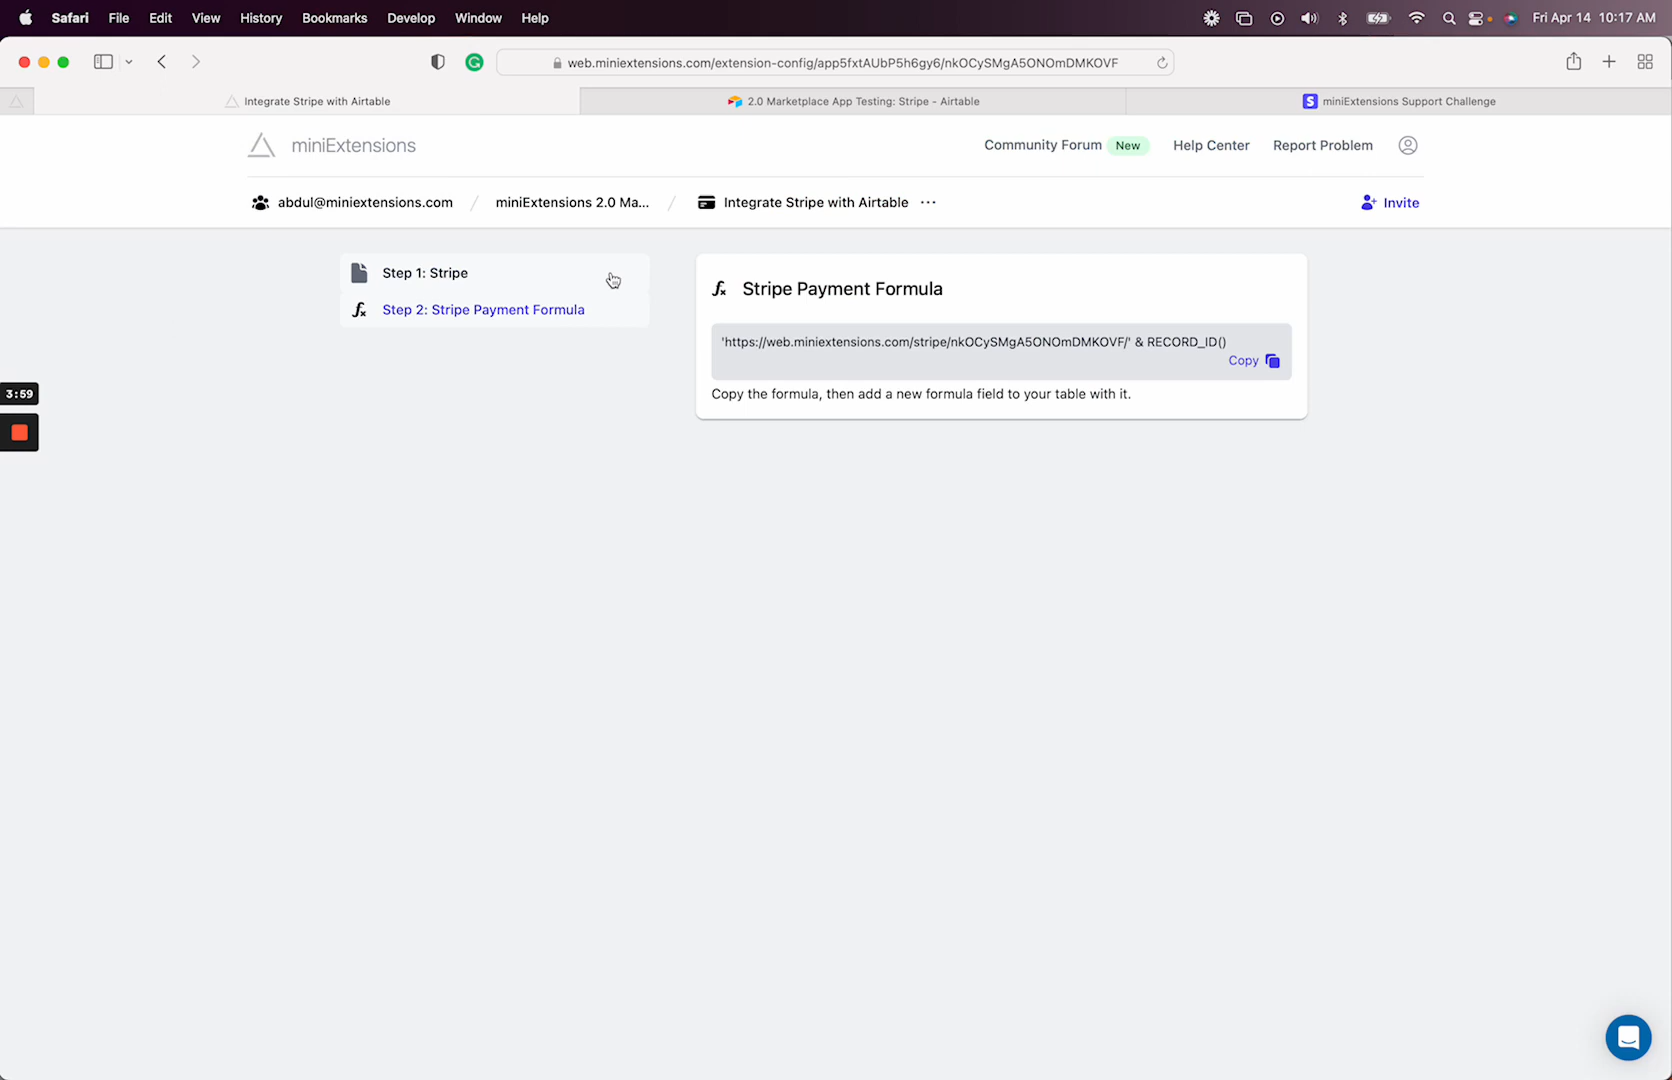 Safari File Edit View History Bookmarks Develop Window Help Fri Apr 14 10:17 AM
web.miniextensions.com/extension-config/app5fxtAUbP5h6gy6/nkOCySMgA5ONOmDMKOVF
Integrate Stripe with Airtable 2.0 Marketplace App Testing: Stripe - Airtable S miniExtensions Support Challenge
miniExtensions Community Forum New Help Center Report Problem
abdul@miniextensions.com / miniExtensions 2.0 Ma... / Integrate Stripe with Airtable ... Invite
Step 1: Stripe
Step 2: Stripe Payment Formula
Stripe Payment Formula
'https://web.miniextensions.com/stripe/nkOCySMgA5ONOmDMKOVF/' & RECORD_ID()
Copy
Copy the formula, then add a new formula field to your table with it.
3:59